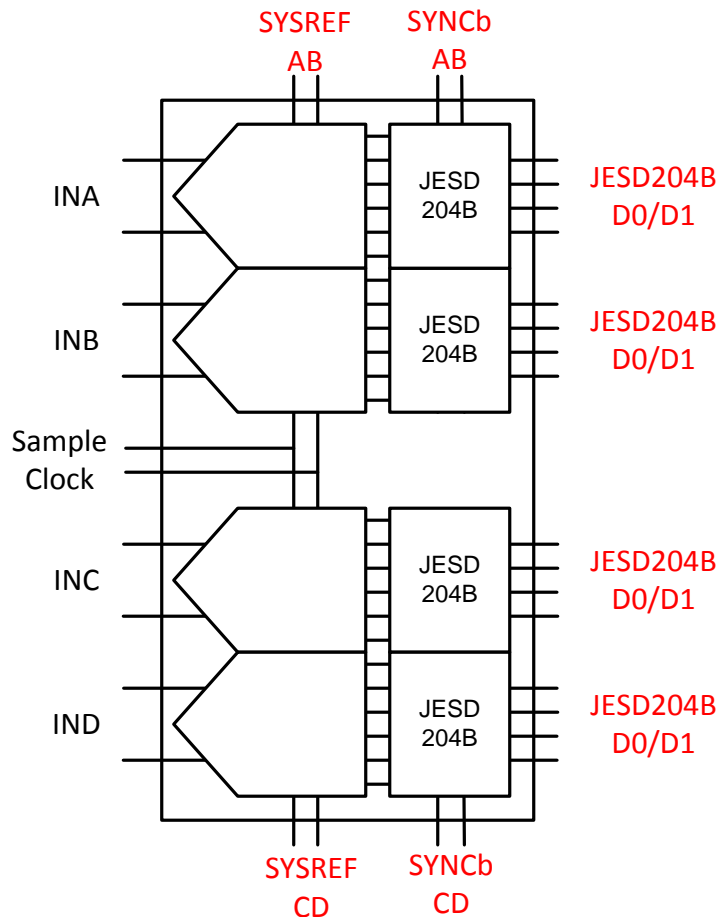 SYSREF
AB
SYNCb
AB
INA
JESD
204B
JESD204B
D0/D1
INB
JESD
204B
JESD204B
D0/D1
Sample
Clock
INC
JESD
204B
JESD204B
D0/D1
IND
JESD
204B
JESD204B
D0/D1
SYSREF
CD
SYNCb
CD